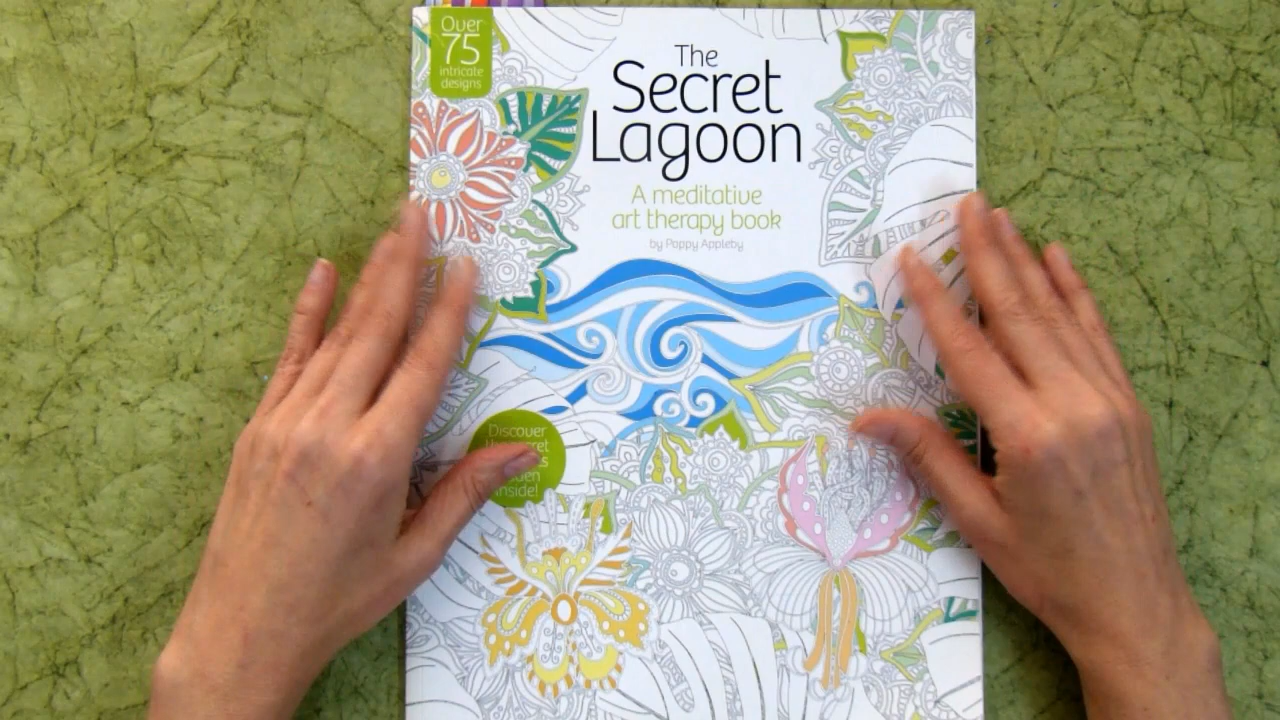 Over
75
intricate
designs
The
Secret
Lagoon
A meditative
art therapy book
by Poppy Appleby
Discover
inside!